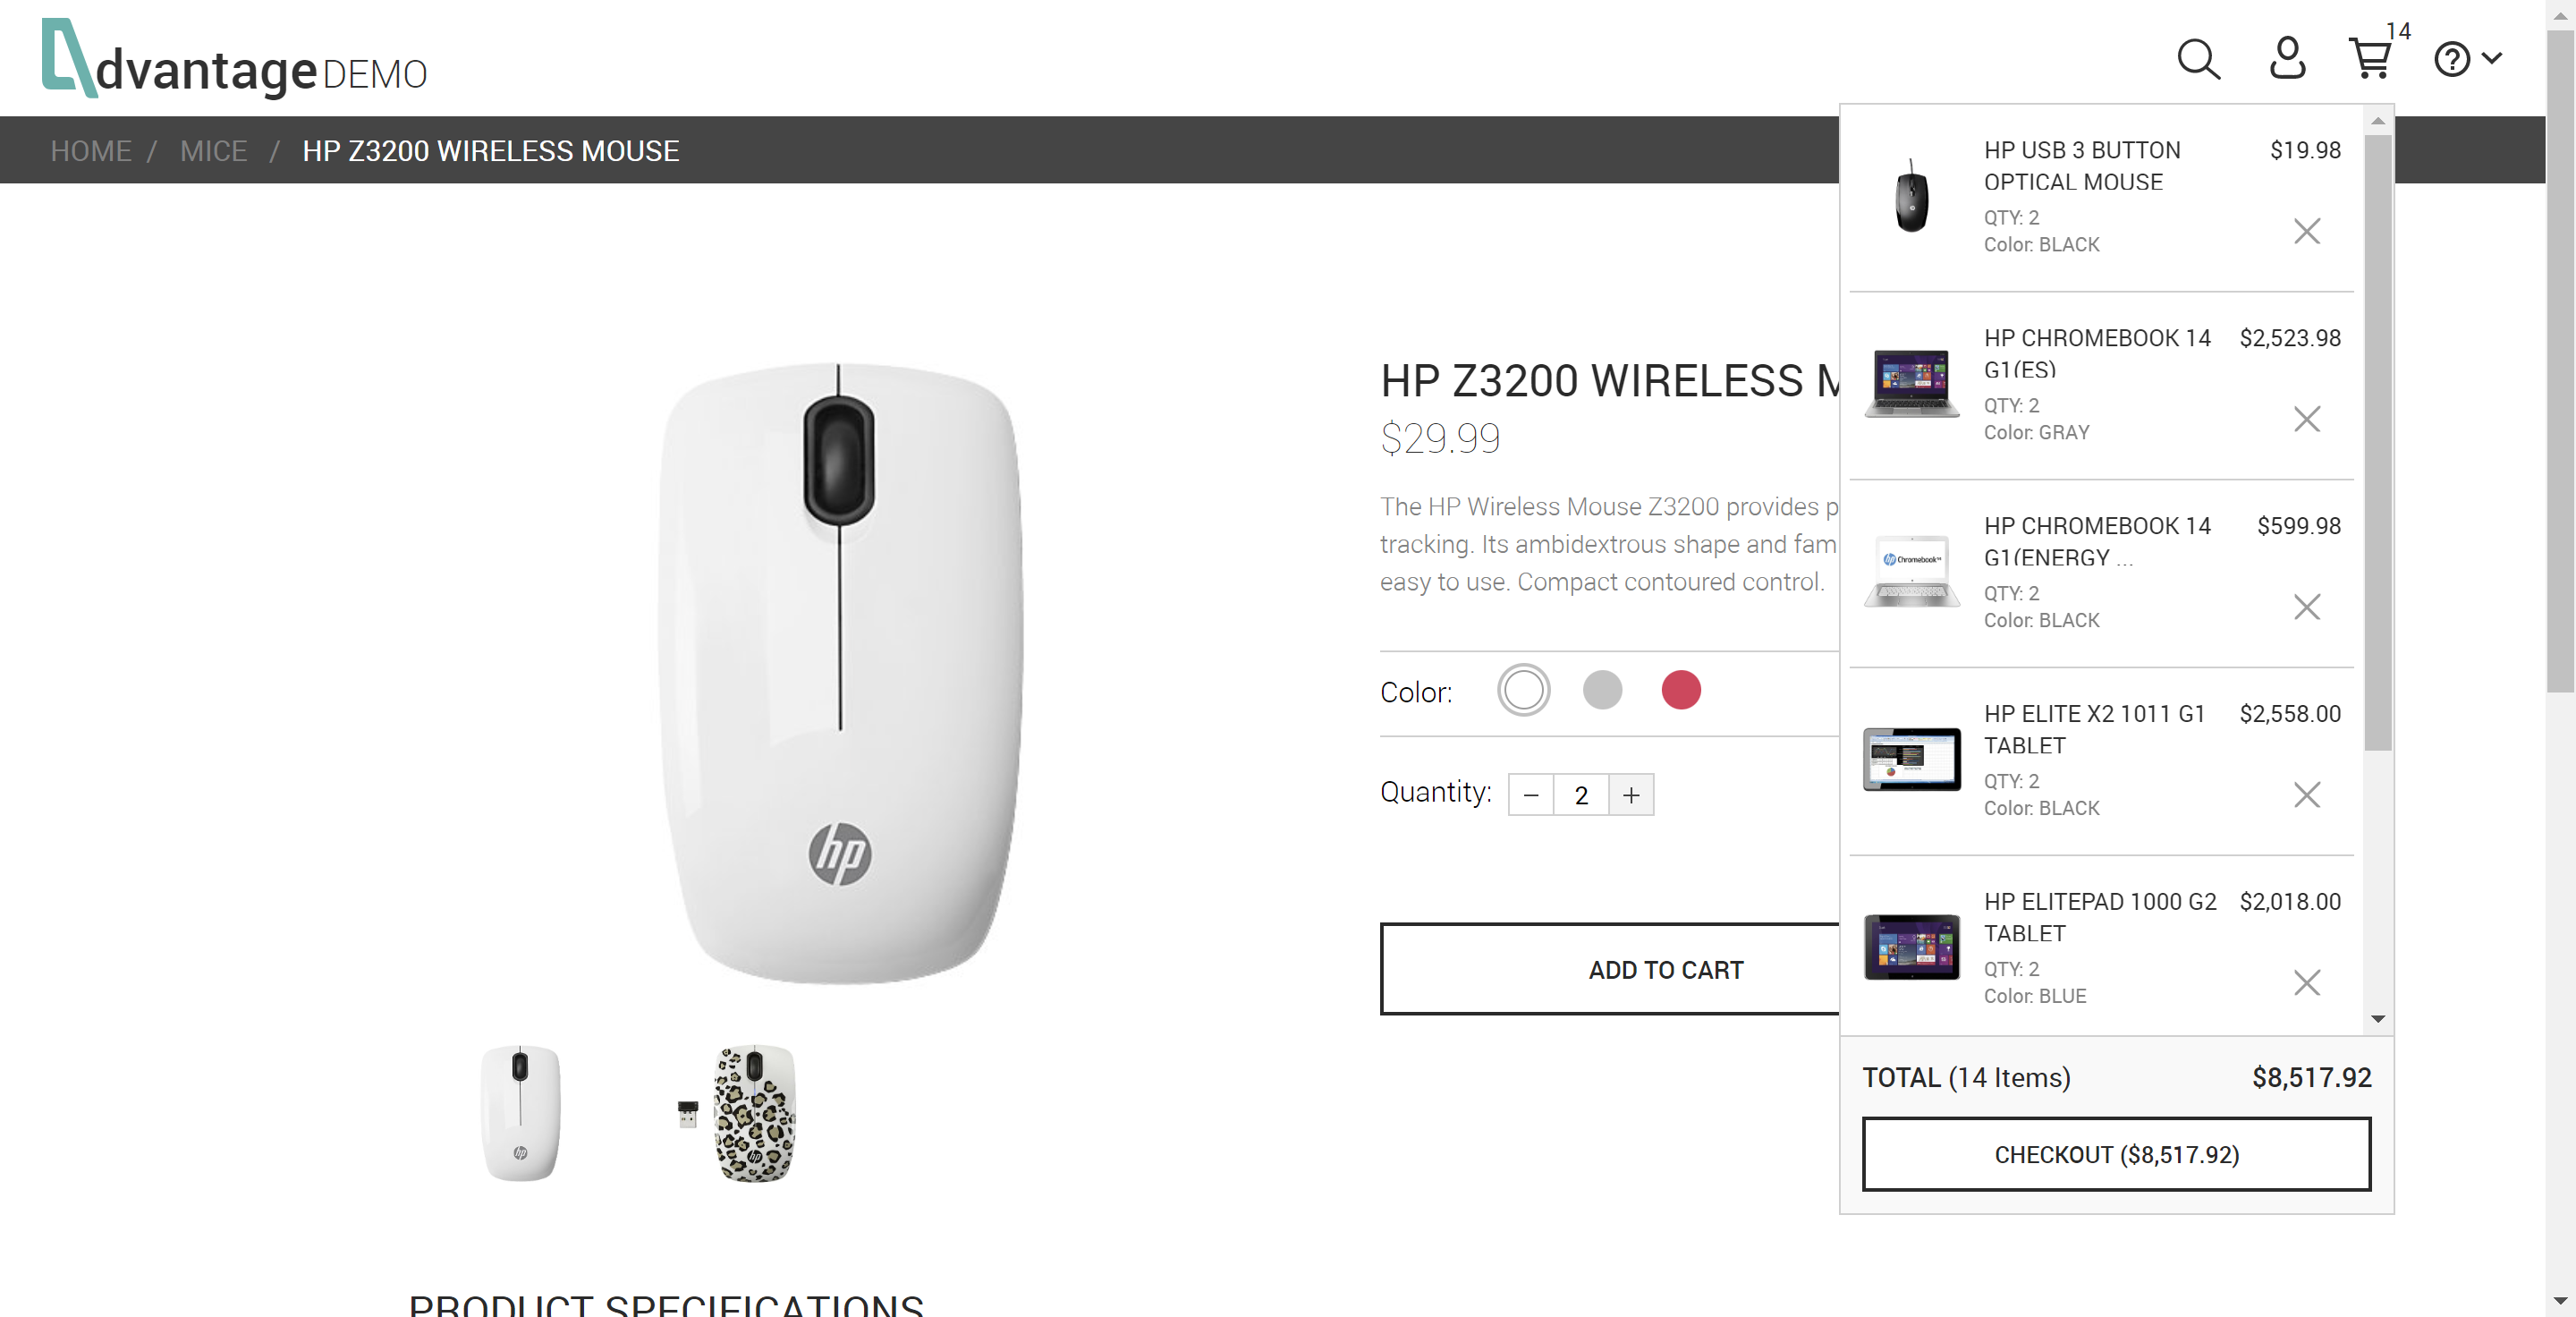 dvantage DEMO
14
HOME / MICE / HP Z3200 WIRELESS MOUSE
HP Z3200 WIRELESS M
$29.99
The HP Wireless Mouse Z3200 provides p
tracking. Its ambidextrous shape and fam
easy to use. Compact contoured control.
Color:
Quantity:
− 2 +
ADD TO CART
HP USB 3 BUTTON
OPTICAL MOUSE
$19.98
QTY: 2
Color: BLACK
HP CHROMEBOOK 14
G1(ES)
$2,523.98
QTY: 2
Color: GRAY
HP CHROMEBOOK 14
G1(ENERGY ...
$599.98
QTY: 2
Color: BLACK
HP ELITE X2 1011 G1
TABLET
$2,558.00
QTY: 2
Color: BLACK
HP ELITEPAD 1000 G2
TABLET
$2,018.00
QTY: 2
Color: BLUE
TOTAL (14 Items) $8,517.92
CHECKOUT ($8,517.92)
hp
Chromebook
PRODUCT SPECIFICATIONS